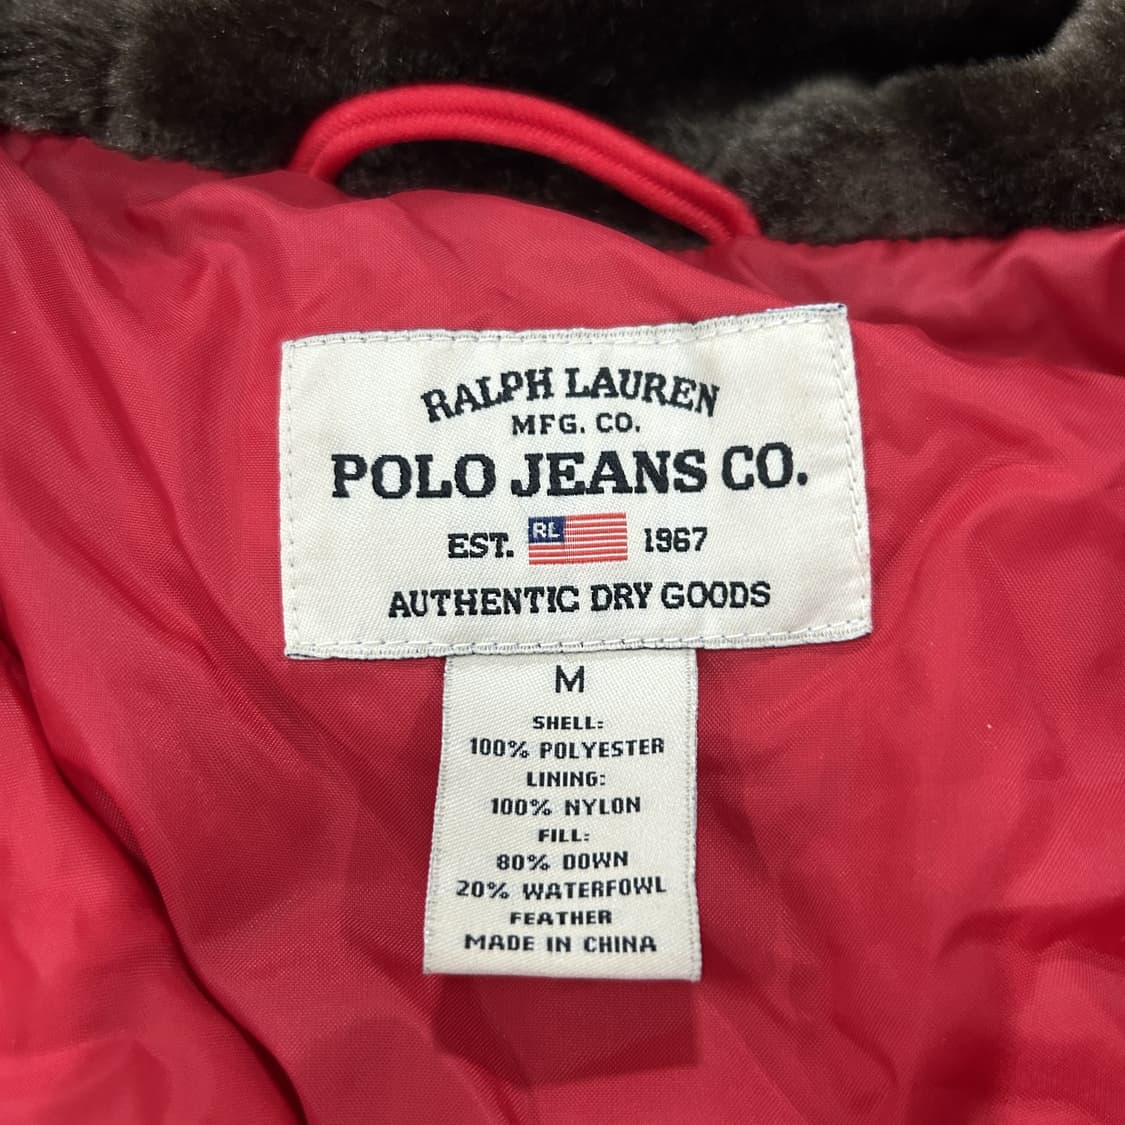 RALPH LAUREN
MFG. CO.
POLO JEANS CO.
EST. RL 1967
AUTHENTIC DRY GOODS
M
SHELL:
100% POLYESTER
LINING:
100% NYLON
FILL:
80% DOWN
20% WATERFOWL
FEATHER
MADE IN CHINA